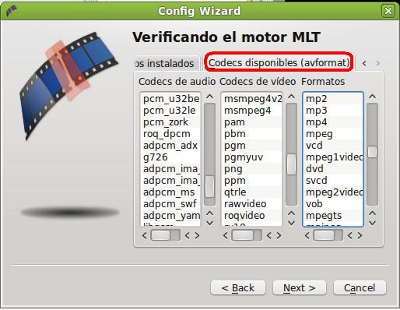 Config Wizard
Verificando el motor MLT
os instalados
Codecs disponibles (avformat)
Codecs de audio
Codecs de vídeo
Formatos
pcm_u32be
pcm_u32le
pcm_zork
roq_dpcm
adpcm_adx
g726
adpcm_ima
adpcm_ms
adpcm_swf
adpcm_yam
msmpeg4v2
msmpeg4
pam
pbm
pgm
pgmyuv
png
ppm
qtrle
rawvideo
roqvideo
rv10
mp2
mp3
mp4
mpeg
vcd
mpeg1video
dvd
svcd
mpeg2video
vob
mpegts
< Back
Next >
Cancel